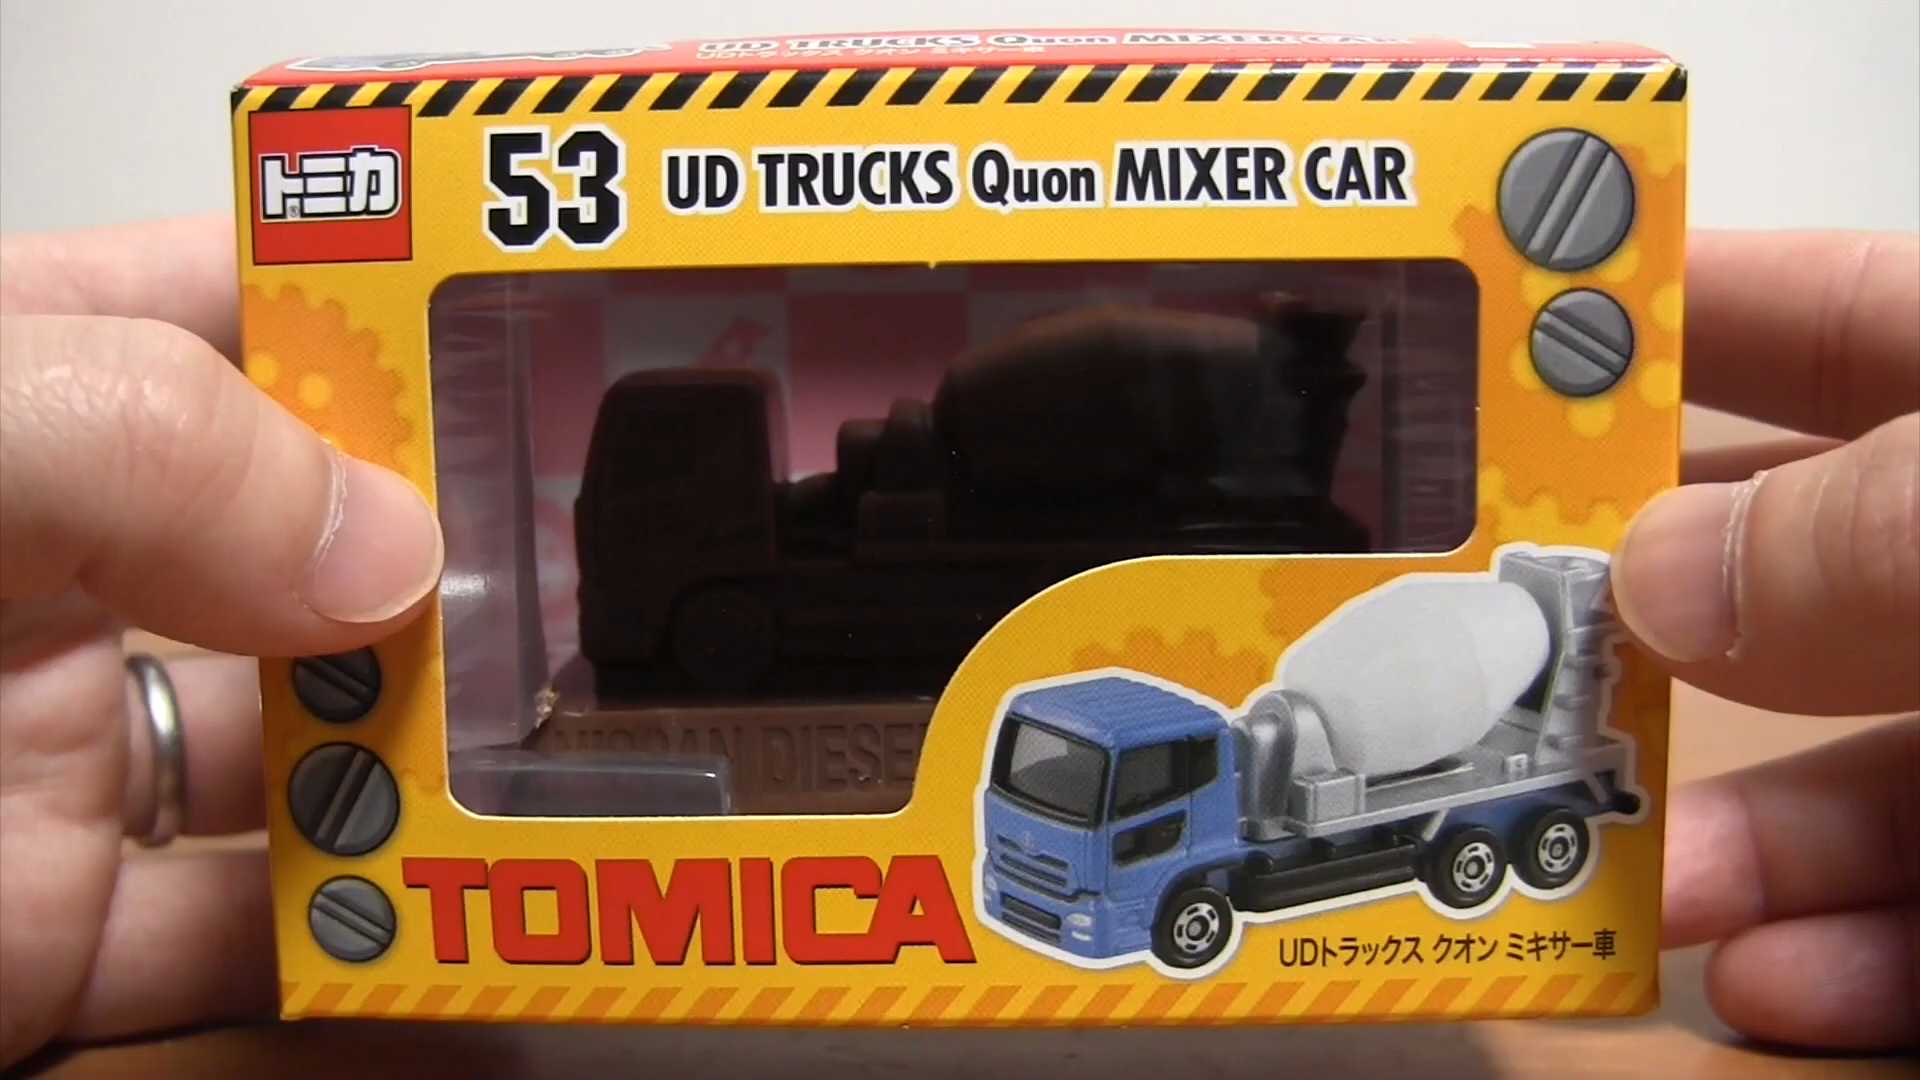 UD TRUCKS Quon MIXER CAR
UDトラックス クオン ミキサー車
トミカ
53 UD TRUCKS Quon MIXER CAR
NISSAN DIESEL
TOMICA
UDトラックス クオン ミキサー車